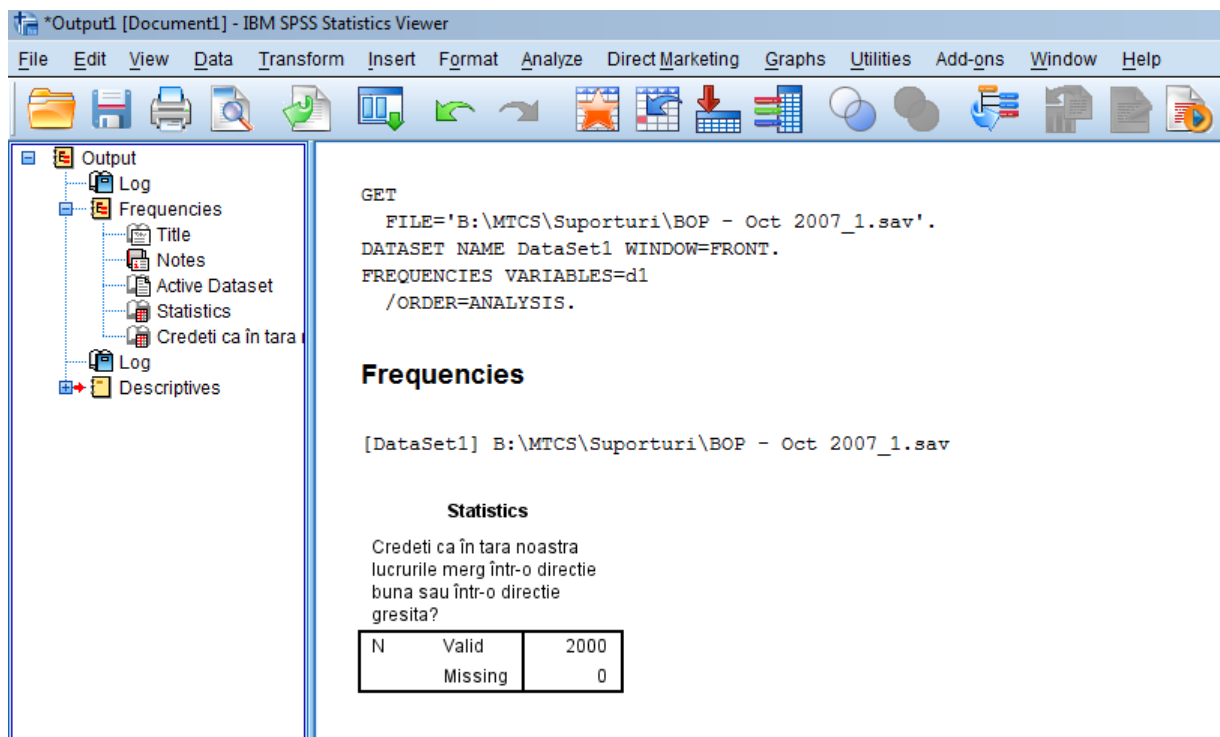 *Output1 [Document1] - IBM SPSS Statistics Viewer
File Edit View Data Transform Insert Format Analyze Direct Marketing Graphs Utilities Add-ons Window Help
Output
Log
Frequencies
Title
Notes
Active Dataset
Statistics
Credeti ca în tara
Log
Descriptives
GET
FILE='B:\MTCS\Suporturi\BOP - Oct 2007_1.sav'.
DATASET NAME DataSet1 WINDOW=FRONT.
FREQUENCIES VARIABLES=d1
/ORDER=ANALYSIS.
Frequencies
[DataSet1] B:\MTCS\Suporturi\BOP - Oct 2007_1.sav
Statistics
Credeti ca în tara noastra
lucrurile merg într-o directie
buna sau într-o directie
gresita?
N Valid 2000
Missing 0